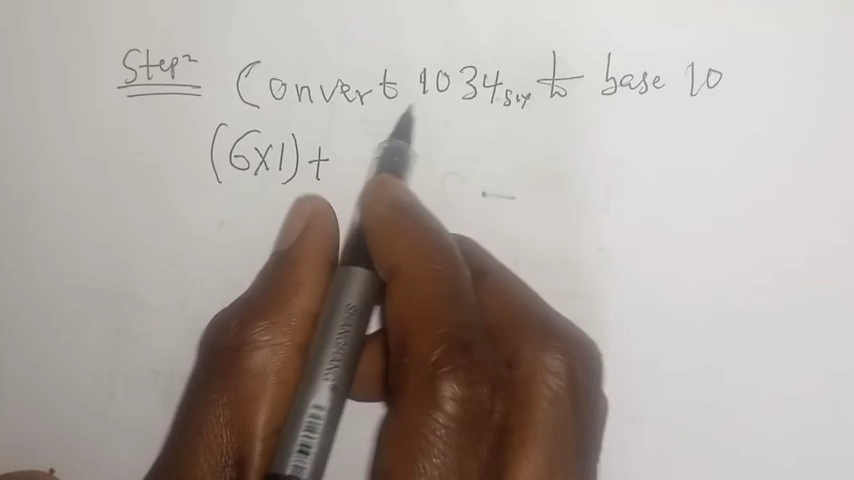 Step²
Convert 1034six to base 10
(6X1)+